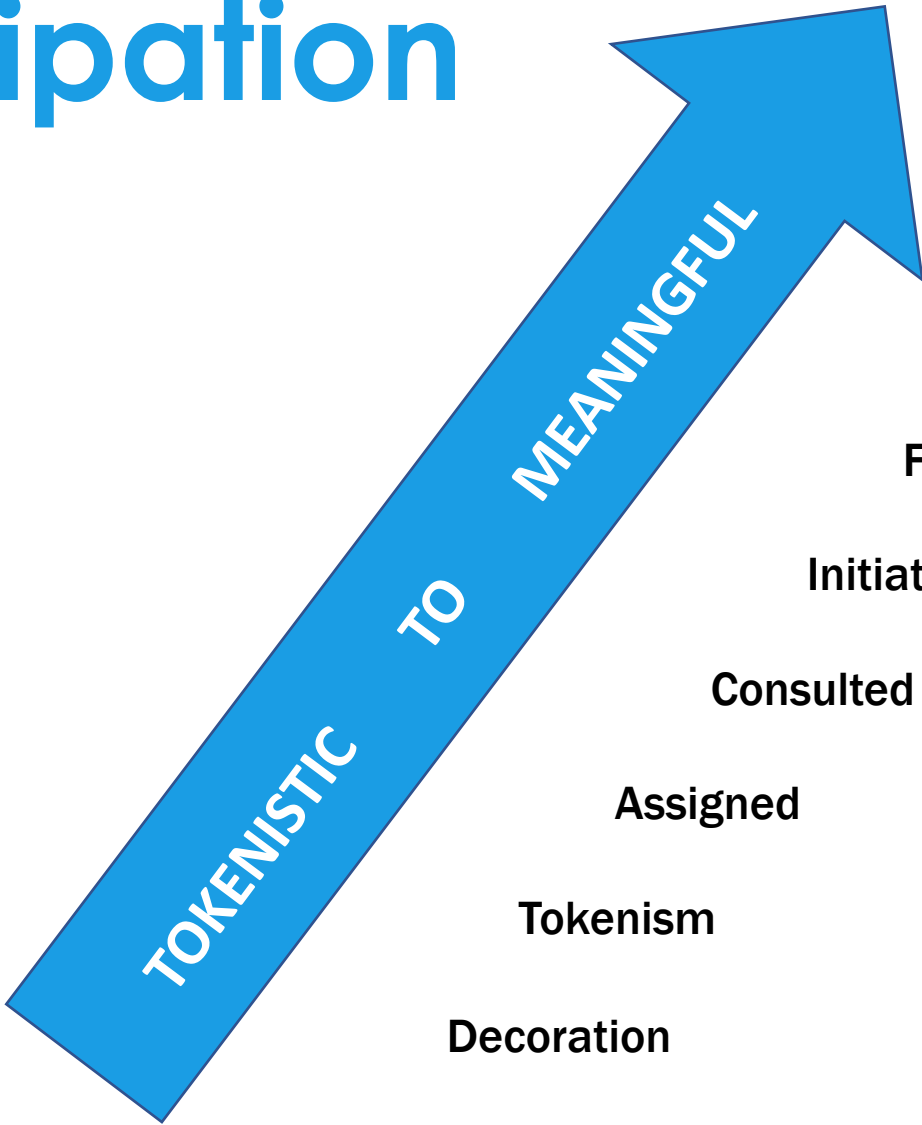 ipation
TOKENISTIC TO MEANINGFUL
F
Initiat
Consulted
Assigned
Tokenism
Decoration